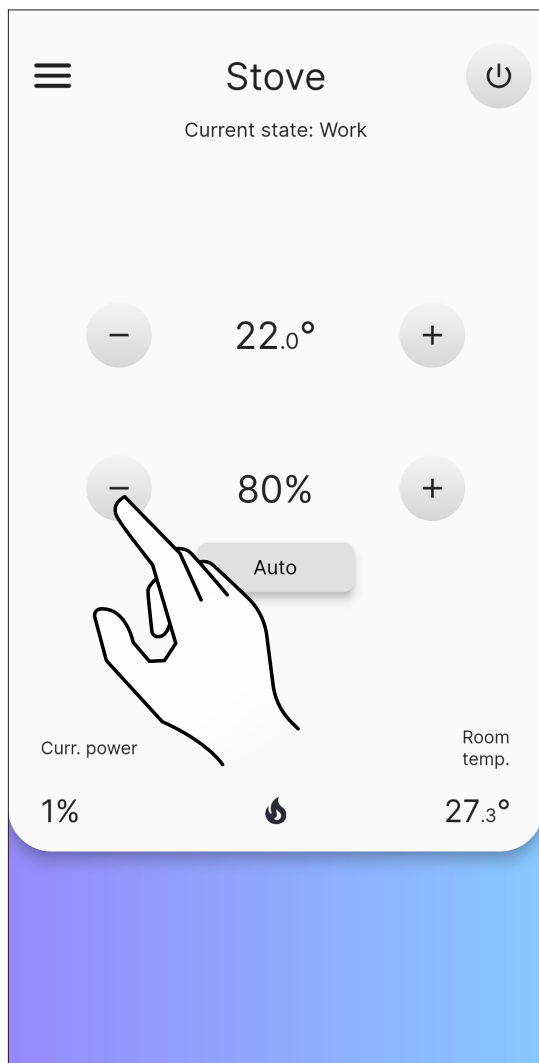 Stove
Current state: Work
− 22.0° +
− 80% +
Auto
Curr. power
Room
temp.
1%
27.3°